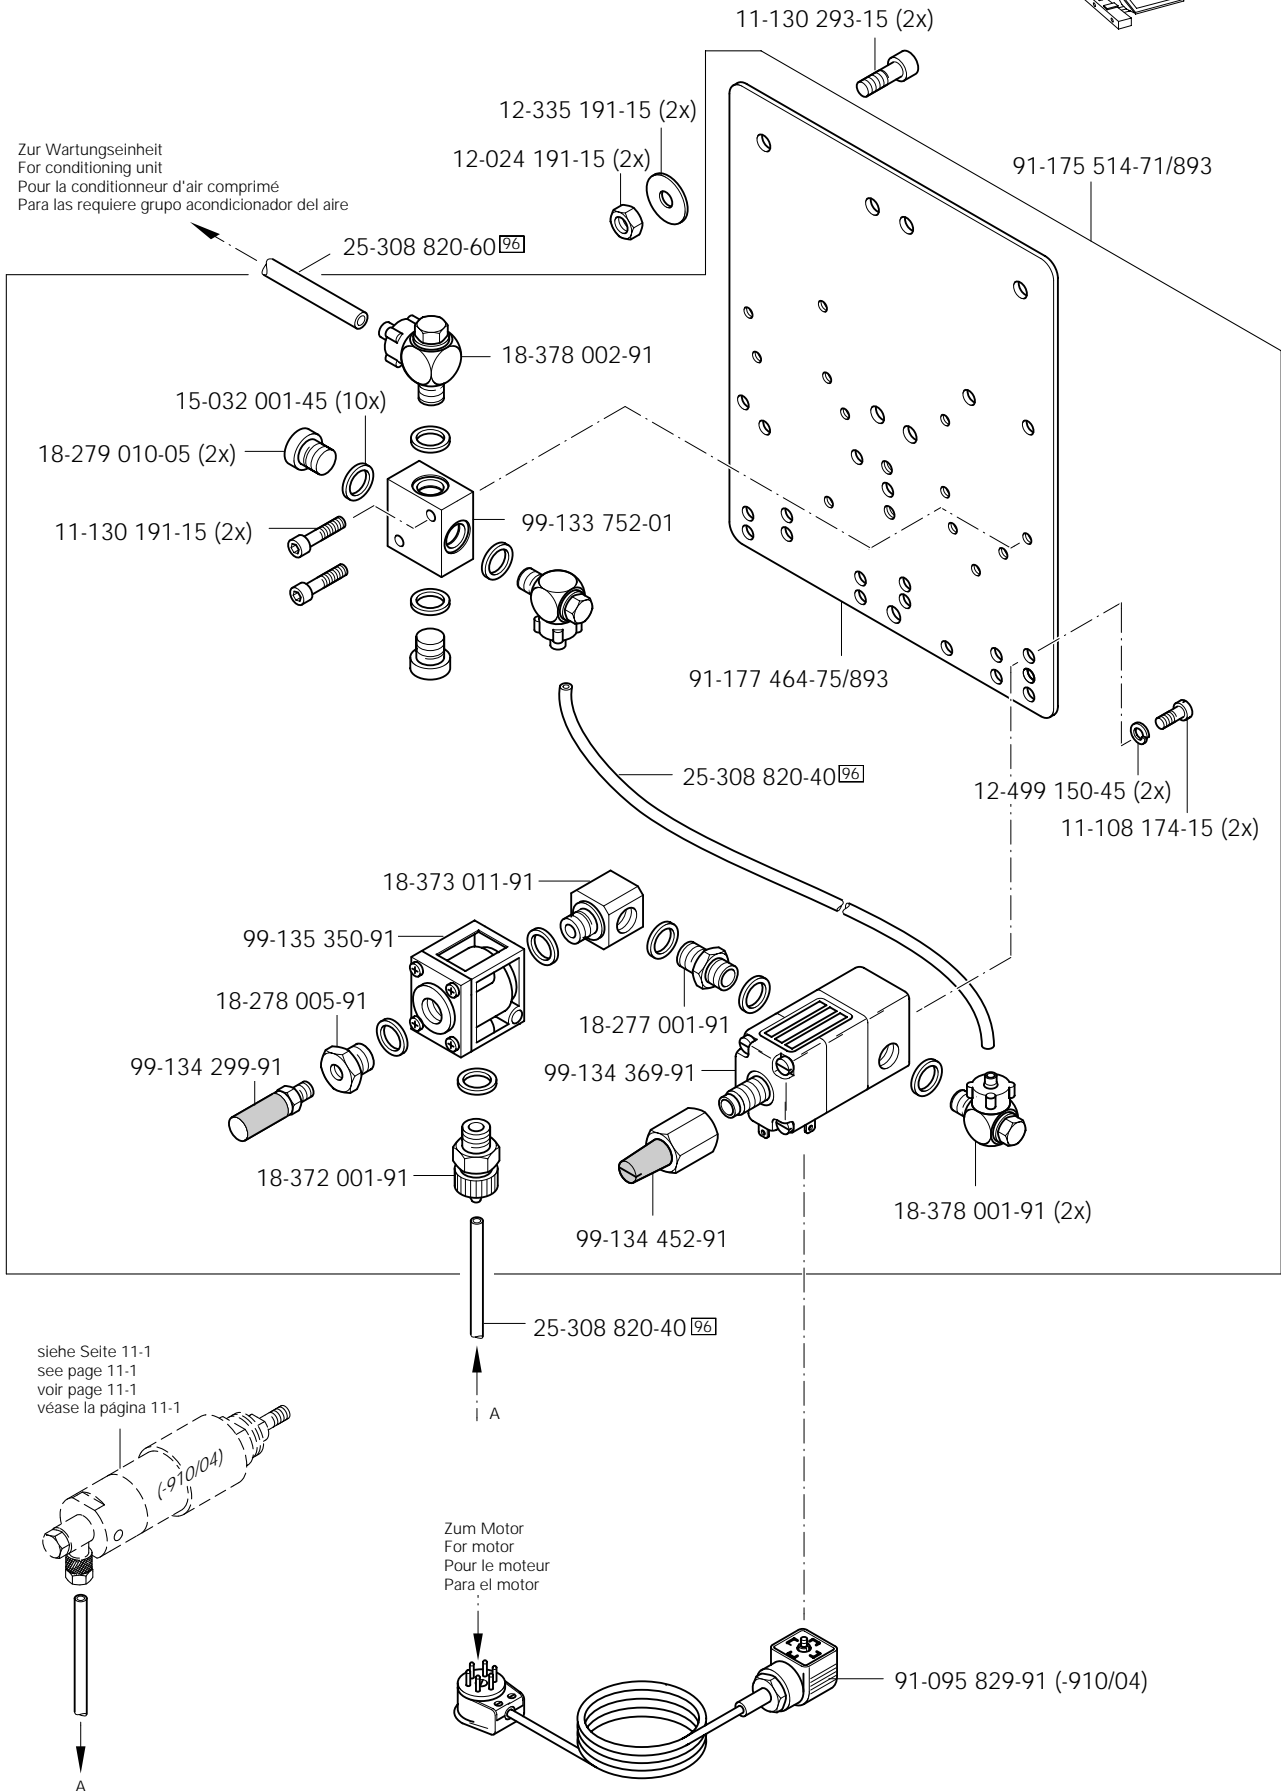 11-130 293-15 (2x)
12-335 191-15 (2x)
12-024 191-15 (2x)
91-175 514-71/893
Zur Wartungseinheit
For conditioning unit
Pour la conditionneur d'air comprimé
Para las requiere grupo acondicionador del aire
25-308 820-60 96
18-378 002-91
15-032 001-45 (10x)
18-279 010-05 (2x)
11-130 191-15 (2x)
99-133 752-01
91-177 464-75/893
25-308 820-40 96
12-499 150-45 (2x)
11-108 174-15 (2x)
18-373 011-91
99-135 350-91
18-278 005-91
18-277 001-91
99-134 299-91
99-134 369-91
18-372 001-91
18-378 001-91 (2x)
99-134 452-91
25-308 820-40 96
siehe Seite 11-1
see page 11-1
voir page 11-1
véase la página 11-1
A
(-910/04)
Zum Motor
For motor
Pour le moteur
Para el motor
91-095 829-91 (-910/04)
A